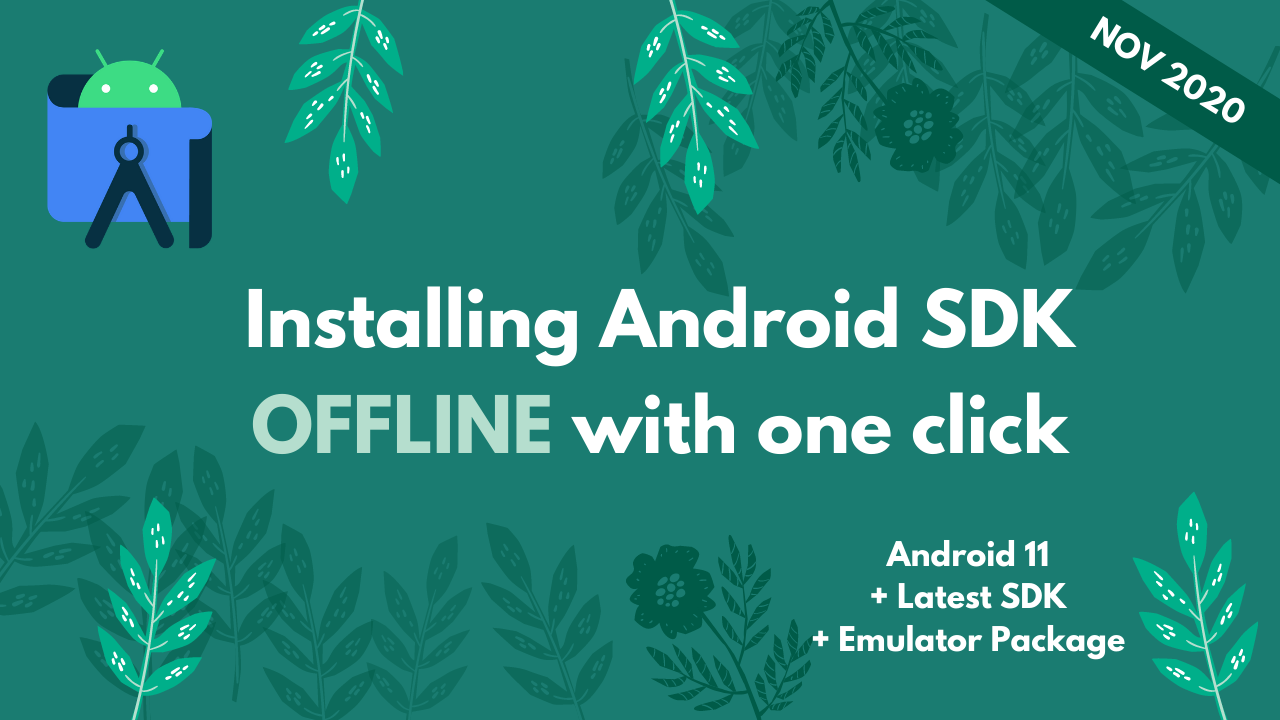 NOV 2020
Installing Android SDK
OFFLINE with one click
Android 11
+ Latest SDK
+ Emulator Package